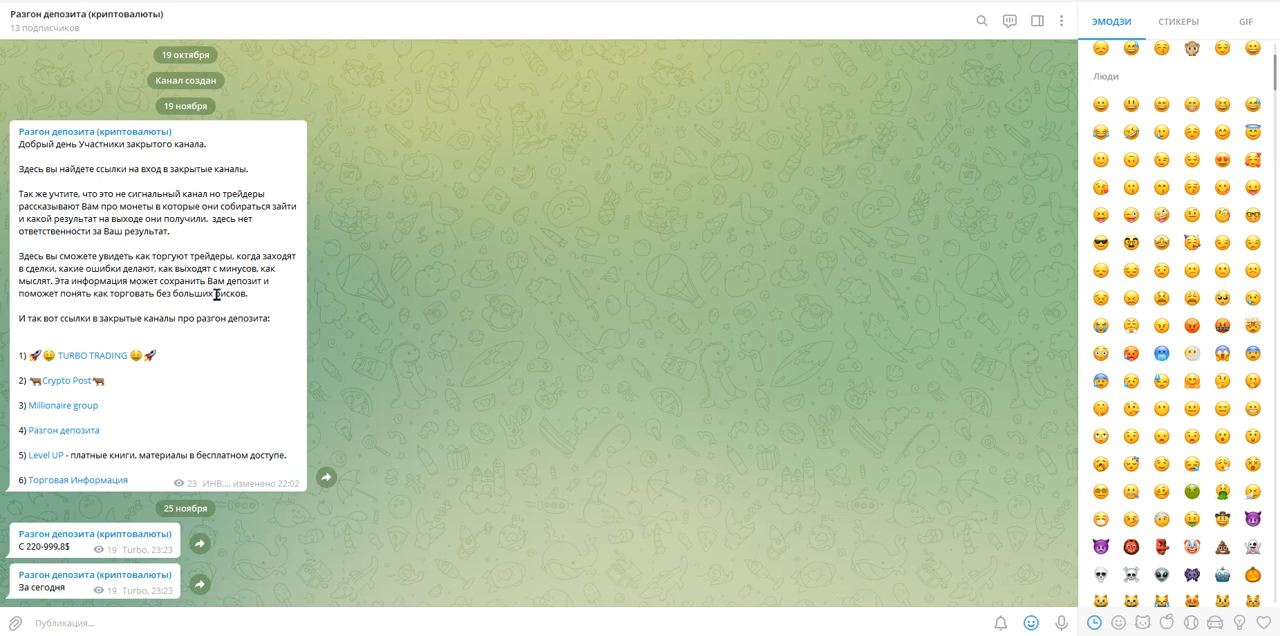 Разгон депозита (криптовалюты)
13 подписчиков
19 октября
Канал создан
19 ноября
Разгон депозита (криптовалюты)
Добрый день Участники закрытого канала.
Здесь вы найдете ссылки на вход в закрытые каналы.
Так же учтите, что это не сигнальный канал но трейдеры
рассказывают Вам про монеты в которые они собираться зайти
и какой результат на выходе они получили. здесь нет
ответственности за Ваш результат.
Здесь вы сможете увидеть как торгуют трейдеры, когда заходят
в сделки, какие ошибки делают, как выходят с минусов, как
мыслят. Эта информация может сохранить Вам депозит и
поможет понять как торговать без больших рисков.
И так вот ссылки в закрытые каналы про разгон депозита:
1) 🚀🤑 TURBO TRADING 🤑🚀
2) 🐂Crypto Post🐂
3) Millionaire group
4) Разгон депозита
5) Level UP - платные книги, материалы в бесплатном доступе.
6) Торговая Информация
23 ИНВ..., изменено 22:02
25 ноября
Разгон депозита (криптовалюты)
С 220-999,8$
19 Turbo, 23:23
Разгон депозита (криптовалюты)
За сегодня
19 Turbo, 23:23
Публикация...
ЭМОДЗИ СТИКЕРЫ GIF
Люди